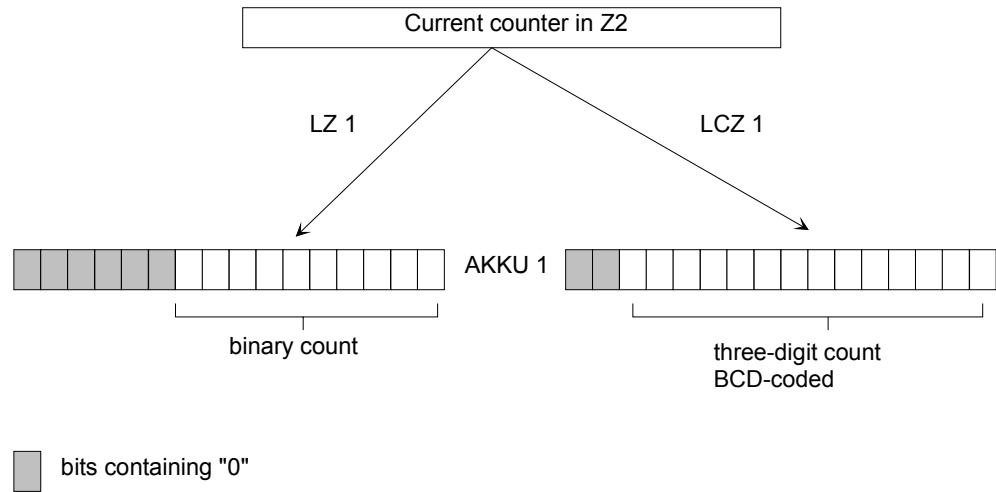 Current counter in Z2
LZ 1
LCZ 1
AKKU 1
binary count
three-digit count
BCD-coded
bits containing "0"